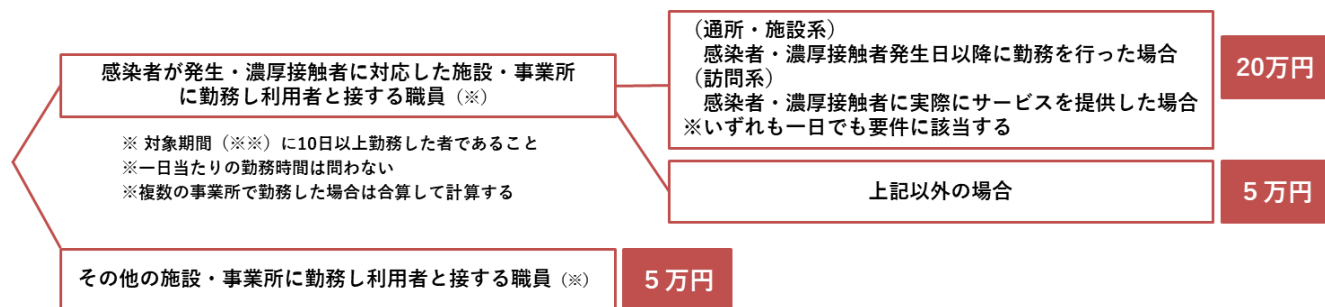 感染者が発生・濃厚接触者に対応した施設・事業所
に勤務し利用者と接する職員（※）
※ 対象期間（※※）に10日以上勤務した者であること
※一日当たりの勤務時間は問わない
※複数の事業所で勤務した場合は合算して計算する
（通所・施設系）
感染者・濃厚接触者発生日以降に勤務を行った場合
（訪問系）
感染者・濃厚接触者に実際にサービスを提供した場合
※いずれも一日でも要件に該当する
20万円
上記以外の場合
５万円
その他の施設・事業所に勤務し利用者と接する職員（※）
５万円